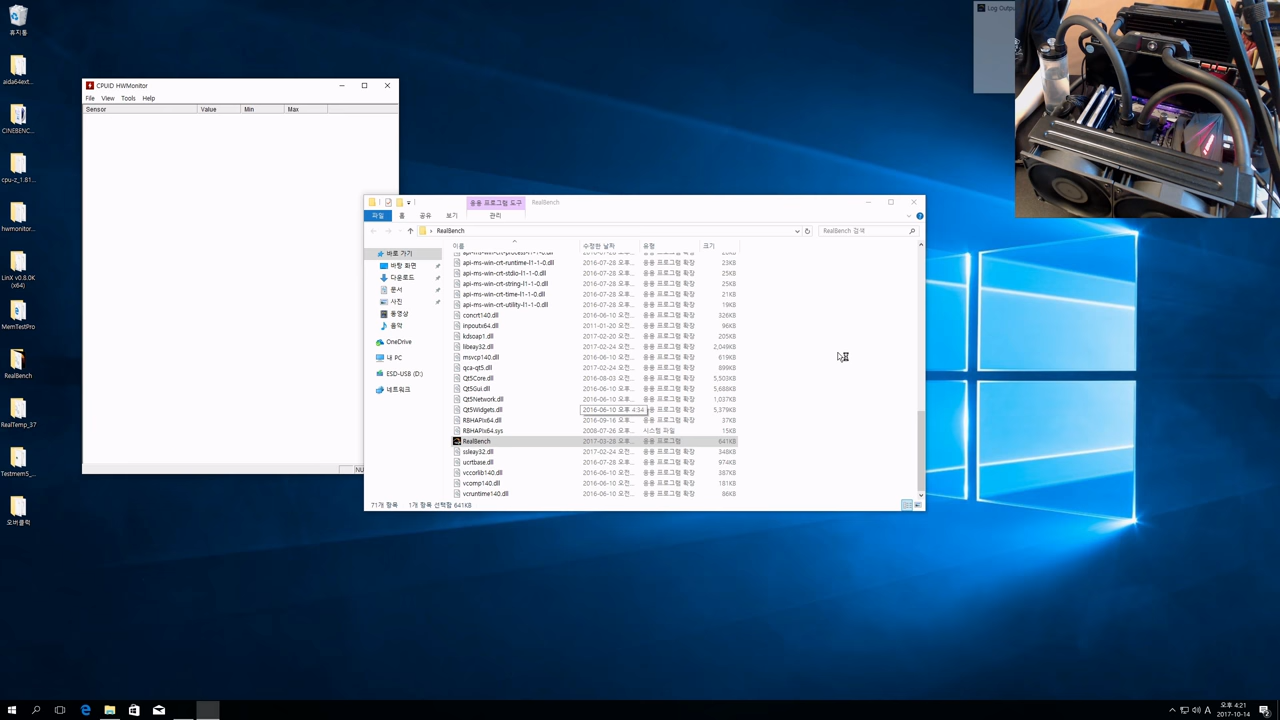 휴지통
aida64ext...
CINEBENC...
cpu-z_1.81...
hwmonitor...
LinX v0.8.0K
(x64)
MemTestPro
RealBench
RealTemp_37
Testmem5_...
오버클럭
CPUID HWMonitor
File View Tools Help
Sensor Value Min Max
NU
Log Outpu
응용 프로그램 도구 RealBench
파일 홈 공유 보기 관리
RealBench
RealBench 검색
바로 가기
바탕 화면
다운로드
문서
사진
동영상
음악
OneDrive
내 PC
ESD-USB (D:)
네트워크
이름 수정한 날짜 유형 크기
api-ms-win-crt-process-l1-1-0.dll
api-ms-win-crt-runtime-l1-1-0.dll 2016-07-28 오후... 응용 프로그램 확장 23KB
api-ms-win-crt-stdio-l1-1-0.dll 2016-07-28 오후... 응용 프로그램 확장 25KB
api-ms-win-crt-string-l1-1-0.dll 2016-07-28 오후... 응용 프로그램 확장 25KB
api-ms-win-crt-time-l1-1-0.dll 2016-07-28 오후... 응용 프로그램 확장 21KB
api-ms-win-crt-utility-l1-1-0.dll 2016-07-28 오후... 응용 프로그램 확장 19KB
concrt140.dll 2016-06-10 오전... 응용 프로그램 확장 326KB
inpoutx64.dll 2011-01-20 오전... 응용 프로그램 확장 96KB
kdsoap1.dll 2017-02-20 오후... 응용 프로그램 확장 205KB
libeay32.dll 2017-02-24 오전... 응용 프로그램 확장 2,049KB
msvcp140.dll 2016-06-10 오전... 응용 프로그램 확장 619KB
qca-qt5.dll 2017-02-24 오후... 응용 프로그램 확장 899KB
Qt5Core.dll 2016-08-03 오전... 응용 프로그램 확장 5,503KB
Qt5Gui.dll 2016-06-10 오후... 응용 프로그램 확장 5,688KB
Qt5Network.dll 2016-06-10 오후... 응용 프로그램 확장 1,037KB
Qt5Widgets.dll 2016-06-10 오후 4:34 응용 프로그램 확장 5,379KB
RBHAPIx64.dll 2016-09-16 오후... 응용 프로그램 확장 37KB
RBHAPIx64.sys 2008-07-26 오전... 시스템 파일 15KB
RealBench 2017-03-28 오후... 응용 프로그램 641KB
ssleay32.dll 2017-02-24 오전... 응용 프로그램 확장 348KB
ucrtbase.dll 2016-07-28 오후... 응용 프로그램 확장 974KB
vccorlib140.dll 2016-06-10 오전... 응용 프로그램 확장 387KB
vcomp140.dll 2016-06-10 오전... 응용 프로그램 확장 181KB
vcruntime140.dll 2016-06-10 오전... 응용 프로그램 확장 86KB
71개 항목 1개 선택함 641KB
A
오후 4:21
2017-10-14